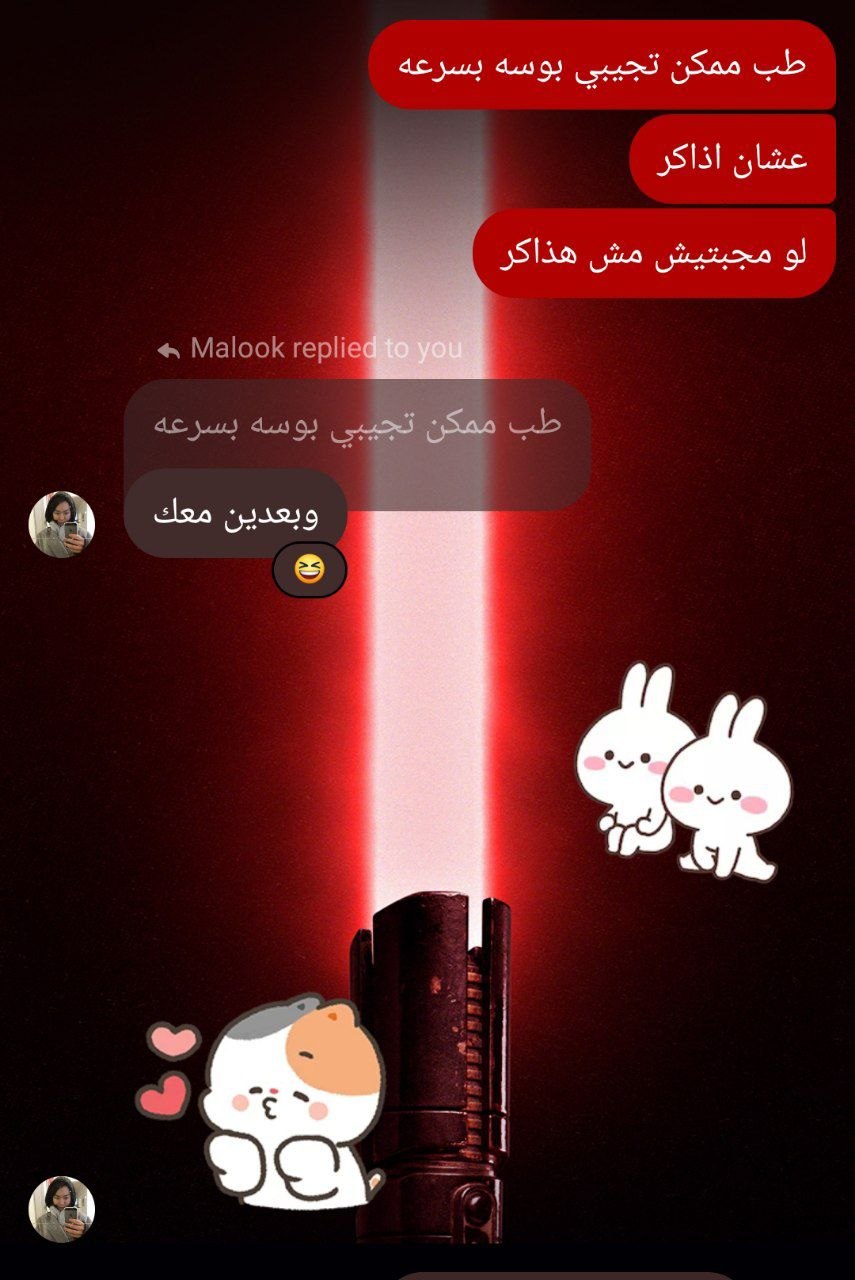 طب ممكن تجيبي بوسه بسرعه
عشان اذاكر
لو مجبتيش مش هذاكر
Malook replied to you
طب ممكن تجيبي بوسه بسرعه
وبعدين معك